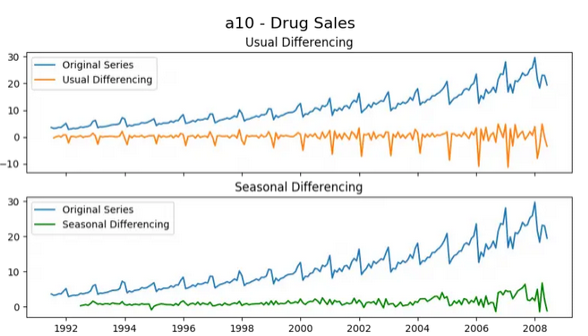 a10 - Drug Sales
Usual Differencing
30
20
10
0
−10
Original Series
Usual Differencing
Seasonal Differencing
30
20
10
0
Original Series
Seasonal Differencing
1992 1994 1996 1998 2000 2002 2004 2006 2008